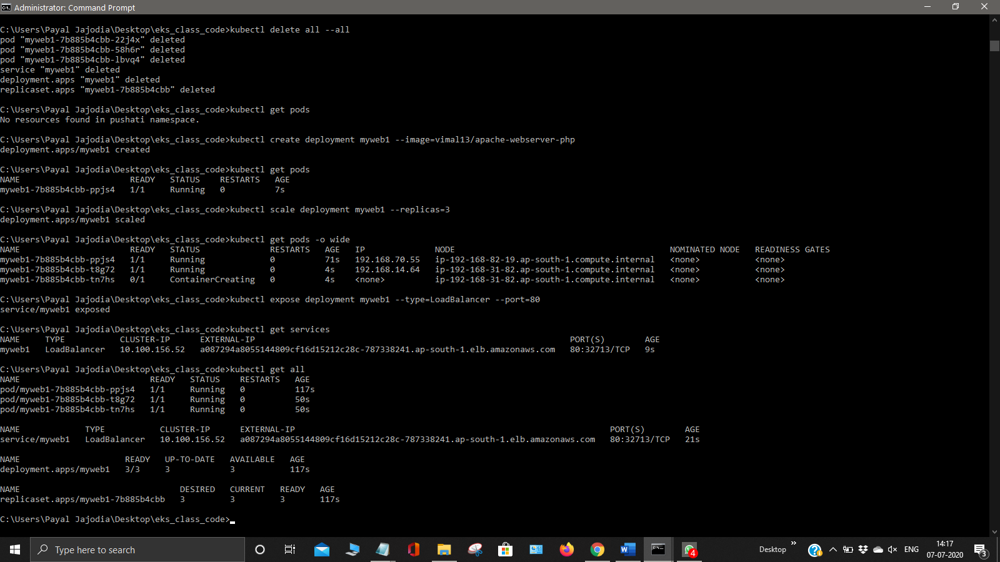 Administrator: Command Prompt
C:\Users\Payal Jajodia\Desktop\eks_class_code>kubectl delete all --all
pod "myweb1-7b885b4cbb-22j4x" deleted
pod "myweb1-7b885b4cbb-58h6r" deleted
pod "myweb1-7b885b4cbb-lbvq4" deleted
service "myweb1" deleted
deployment.apps "myweb1" deleted
replicaset.apps "myweb1-7b885b4cbb" deleted
C:\Users\Payal Jajodia\Desktop\eks_class_code>kubectl get pods
No resources found in pushati namespace.
C:\Users\Payal Jajodia\Desktop\eks_class_code>kubectl create deployment myweb1 --image=vimal13/apache-webserver-php
deployment.apps/myweb1 created
C:\Users\Payal Jajodia\Desktop\eks_class_code>kubectl get pods
NAME READY STATUS RESTARTS AGE
myweb1-7b885b4cbb-ppjs4 1/1 Running 0 7s
C:\Users\Payal Jajodia\Desktop\eks_class_code>kubectl scale deployment myweb1 --replicas=3
deployment.apps/myweb1 scaled
C:\Users\Payal Jajodia\Desktop\eks_class_code>kubectl get pods -o wide
NAME READY STATUS RESTARTS AGE IP NODE NOMINATED NODE READINESS GATES
myweb1-7b885b4cbb-ppjs4 1/1 Running 0 71s 192.168.70.55 ip-192-168-82-19.ap-south-1.compute.internal <none> <none>
myweb1-7b885b4cbb-t8g72 1/1 Running 0 4s 192.168.14.64 ip-192-168-31-82.ap-south-1.compute.internal <none> <none>
myweb1-7b885b4cbb-tn7hs 0/1 ContainerCreating 0 4s <none> ip-192-168-31-82.ap-south-1.compute.internal <none> <none>
C:\Users\Payal Jajodia\Desktop\eks_class_code>kubectl expose deployment myweb1 --type=LoadBalancer --port=80
service/myweb1 exposed
C:\Users\Payal Jajodia\Desktop\eks_class_code>kubectl get services
NAME TYPE CLUSTER-IP EXTERNAL-IP PORT(S) AGE
myweb1 LoadBalancer 10.100.156.52 a087294a8055144809cf16d15212c28c-787338241.ap-south-1.elb.amazonaws.com 80:32713/TCP 9s
C:\Users\Payal Jajodia\Desktop\eks_class_code>kubectl get all
NAME READY STATUS RESTARTS AGE
pod/myweb1-7b885b4cbb-ppjs4 1/1 Running 0 117s
pod/myweb1-7b885b4cbb-t8g72 1/1 Running 0 50s
pod/myweb1-7b885b4cbb-tn7hs 1/1 Running 0 50s
NAME TYPE CLUSTER-IP EXTERNAL-IP PORT(S) AGE
service/myweb1 LoadBalancer 10.100.156.52 a087294a8055144809cf16d15212c28c-787338241.ap-south-1.elb.amazonaws.com 80:32713/TCP 21s
NAME READY UP-TO-DATE AVAILABLE AGE
deployment.apps/myweb1 3/3 3 3 117s
NAME DESIRED CURRENT READY AGE
replicaset.apps/myweb1-7b885b4cbb 3 3 3 117s
C:\Users\Payal Jajodia\Desktop\eks_class_code>
Type here to search
4
Desktop
ENG
14:17
07-07-2020
3